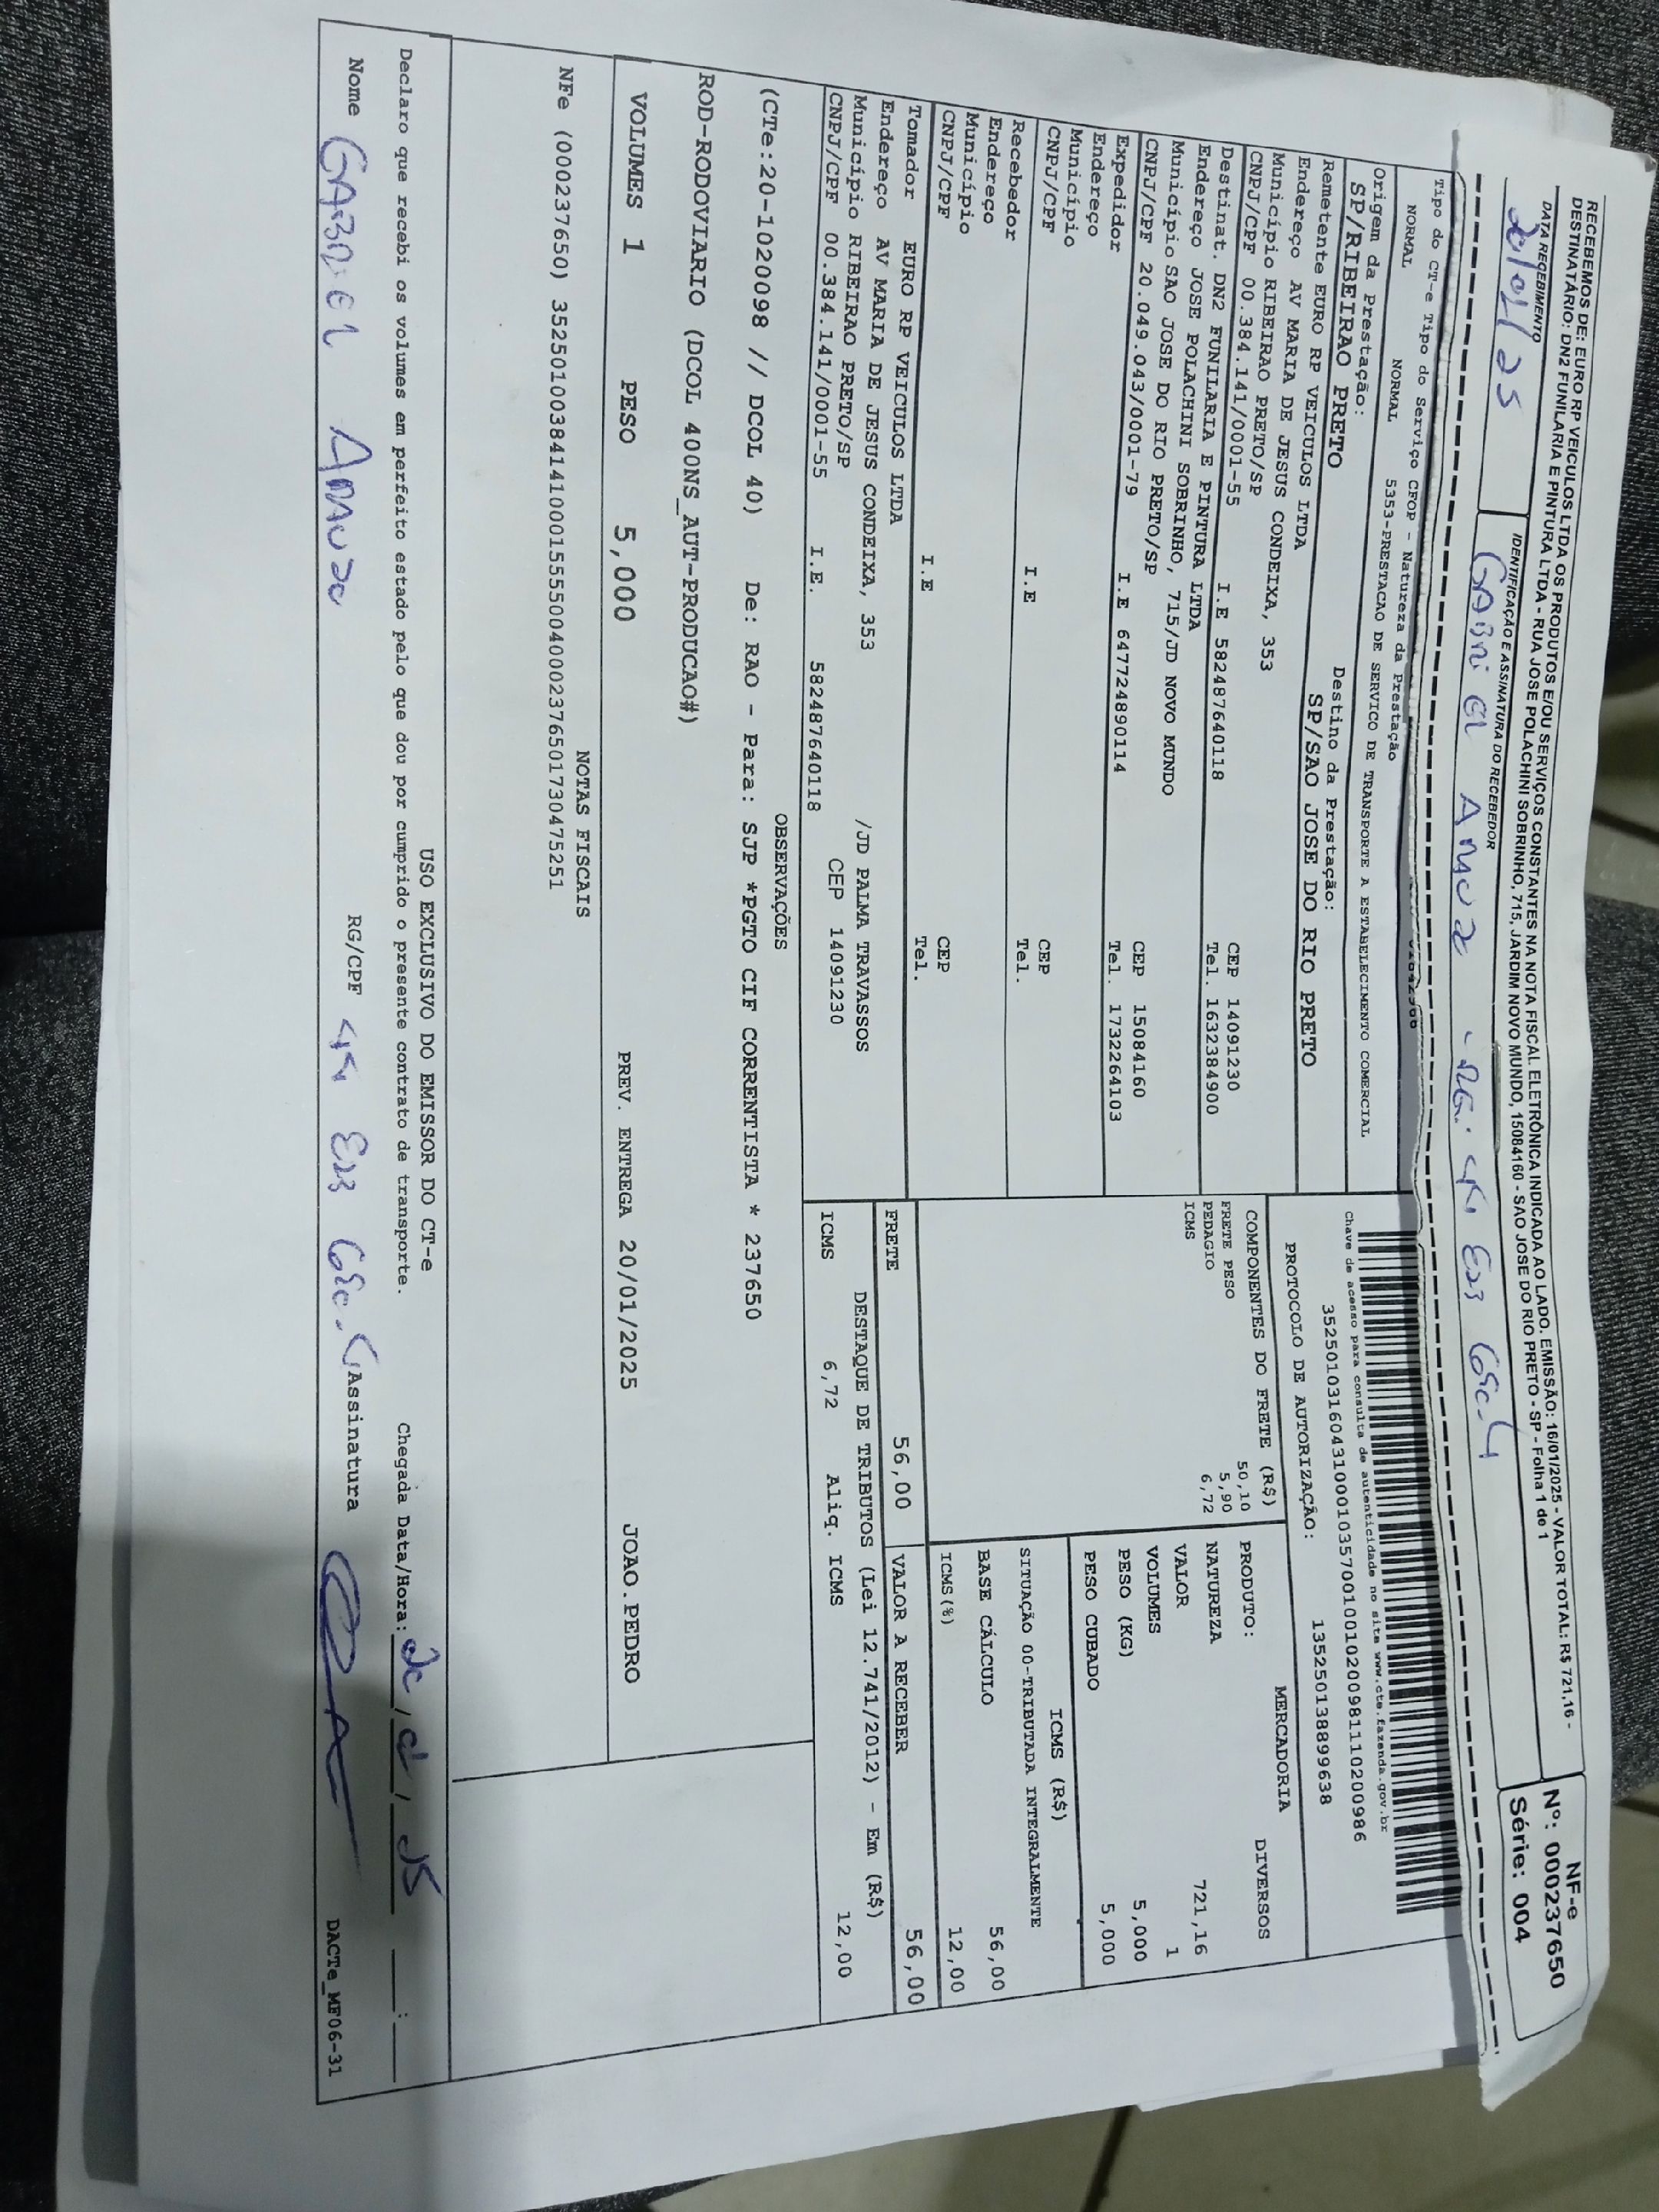 RECEBEMOS DE: EURO RP VEICULOS LTDA OS PRODUTOS E/OU SERVIÇOS CONSTANTES NA NOTA FISCAL ELETRÔNICA INDICADA AO LADO. EMISSÃO: 16/01/2025 - VALOR TOTAL: R$ 721,16 -
DESTINATÁRIO: DN2 FUNILARIA E PINTURA LTDA - RUA JOSE POLACHINI SOBRINHO, 715, JARDIM NOVO MUNDO, 15084160 - SAO JOSE DO RIO PRETO - SP - Folha 1 de 1
NF-e
Nº: 000237650
Série: 004
DATA RECEBIMENTO
IDENTIFICAÇÃO E ASSINATURA DO RECEBEDOR
Tipo do CT-e Tipo do Serviço CFOP - Natureza da Prestação
NORMAL NORMAL 5353-PRESTACAO DE SERVICO DE TRANSPORTE A ESTABELECIMENTO COMERCIAL
Origem da Prestação: Destino da Prestação:
SP/RIBEIRAO PRETO SP/SAO JOSE DO RIO PRETO
Chave de acesso para consulta de autenticidade no site www.cte.fazenda.gov.br
35250103160431000103570010010200981110200986
PROTOCOLO DE AUTORIZAÇÃO: 135250138899638
Remetente EURO RP VEICULOS LTDA
Endereço AV MARIA DE JESUS CONDEIXA, 353
Município RIBEIRAO PRETO/SP CEP 14091230
CNPJ/CPF 00.384.141/0001-55 I.E 582487640118 Tel. 1632384900
Destinat. DN2 FUNILARIA E PINTURA LTDA
Endereço JOSE POLACHINI SOBRINHO, 715/JD NOVO MUNDO
Município SAO JOSE DO RIO PRETO/SP CEP 15084160
CNPJ/CPF 20.049.043/0001-79 I.E 647724890114 Tel. 1732264103
Expedidor
Endereço
Município CEP
CNPJ/CPF I.E Tel.
Recebedor
Endereço
Município CEP
CNPJ/CPF I.E Tel.
Tomador EURO RP VEICULOS LTDA
Endereço AV MARIA DE JESUS CONDEIXA, 353 /JD PALMA TRAVASSOS
Município RIBEIRAO PRETO/SP CEP 14091230
CNPJ/CPF 00.384.141/0001-55 I.E. 582487640118
COMPONENTES DO FRETE (R$)
FRETE PESO 50,10
PEDAGIO 5,90
ICMS 6,72
MERCADORIA
PRODUTO: DIVERSOS
NATUREZA
VALOR 721,16
VOLUMES 1
PESO (KG) 5,000
PESO CUBADO 5,000
ICMS (R$)
SITUAÇÃO 00-TRIBUTADA INTEGRALMENTE
BASE CÁLCULO 56,00
ICMS(%) 12,00
FRETE 56,00 VALOR A RECEBER 56,00
DESTAQUE DE TRIBUTOS (Lei 12.741/2012) - Em (R$)
ICMS 6,72 Aliq. ICMS 12,00
OBSERVAÇÕES
(CTe:20-1020098 // DCOL 40) De: RAO - Para: SJP *PGTO CIF CORRENTISTA * 237650
ROD-RODOVIARIO (DCOL 400NS_AUT-PRODUCAO#)
VOLUMES 1 PESO 5,000 PREV. ENTREGA 20/01/2025 JOAO.PEDRO
NOTAS FISCAIS
NFe (000237650) 35250100384141000155550040002376501730475251
USO EXCLUSIVO DO EMISSOR DO CT-e
Declaro que recebi os volumes em perfeito estado pelo que dou por cumprido o presente contrato de transporte. Chegada Data/Hora: ___:___
Nome GABRIEL RG/CPF Assinatura
DACTe_MF06-31